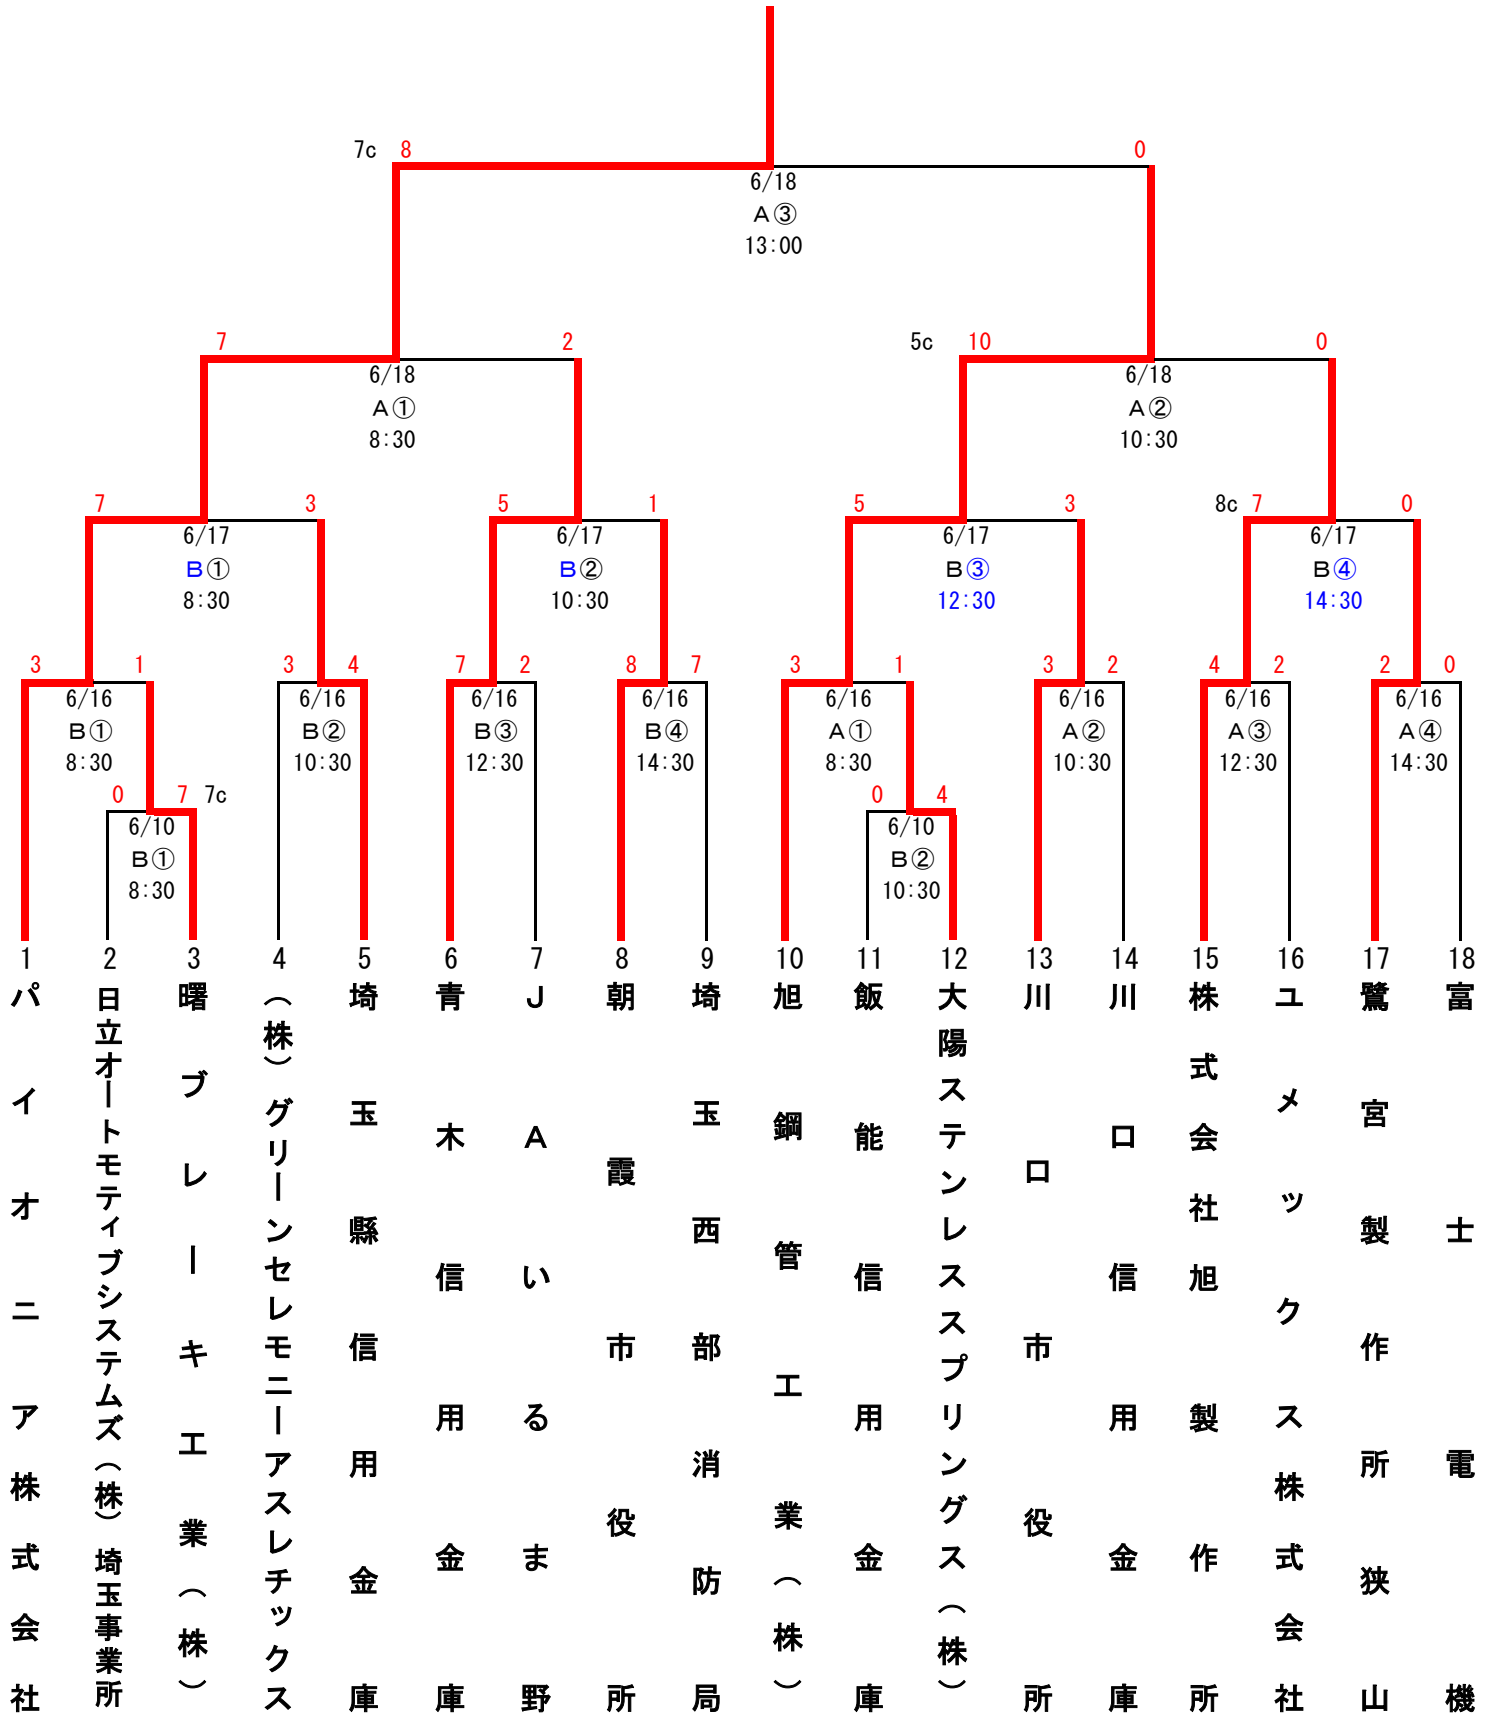 7c 8 0
6/18
A③
13:00
7 2 5c 10 0
6/18 6/18
A① A②
8:30 10:30
7 3 5 1 5 3 8c 7 0
6/17 6/17 6/17 6/17
B① B② B③ B④
8:30 10:30 12:30 14:30
3 1 3 4 7 2 8 7 3 1 3 2 4 2 2 0
6/16 6/16 6/16 6/16 6/16 6/16 6/16 6/16
B① B② B③ B④ A① A② A③ A④
8:30 10:30 12:30 14:30 8:30 10:30 12:30 14:30
0 7 7c 0 4
6/10 6/10
B① B②
8:30 10:30
1 2 3 4 5 6 7 8 9 10 11 12 13 14 15 16 17 18
パイオニア株式会社
日立オートモティブシステムズ(株)埼玉事業所
曙ブレーキ工業(株)
(株)グリーンセレモニーアスレチックス
埼玉縣信用金庫
青木信用金庫
JAいるま野
朝霞市役所
埼玉西部消防局
旭鋼管工業(株)
飯能信用金庫
大陽ステンレススプリングス(株)
川口市役所
川口信用金庫
株式会社旭製作所
ユメックス株式会社
鷺宮製作所狭山
富士電機